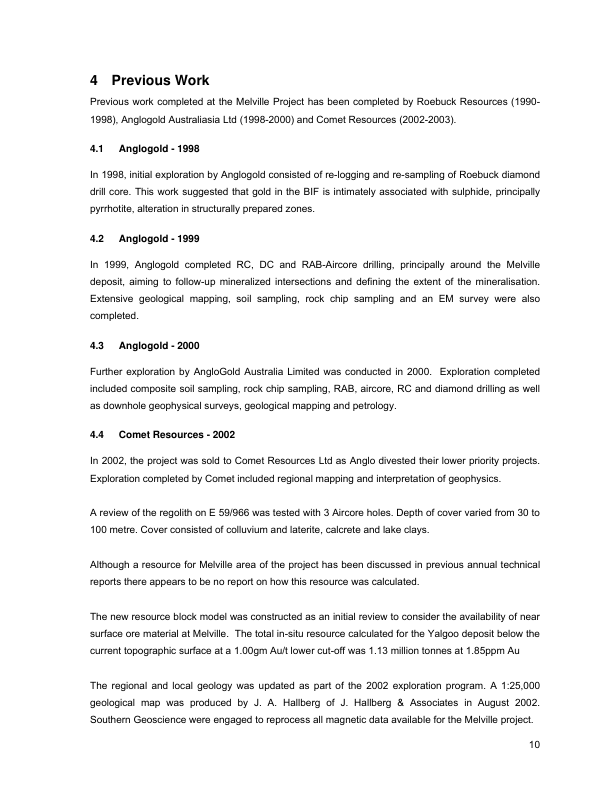 4 Previous Work
Previous work completed at the Melville Project has been completed by Roebuck Resources (1990-
1998), Anglogold Australiasia Ltd (1998-2000) and Comet Resources (2002-2003).
4.1 Anglogold - 1998
In 1998, initial exploration by Anglogold consisted of re-logging and re-sampling of Roebuck diamond
drill core. This work suggested that gold in the BIF is intimately associated with sulphide, principally
pyrrhotite, alteration in structurally prepared zones.
4.2 Anglogold - 1999
In 1999, Anglogold completed RC, DC and RAB-Aircore drilling, principally around the Melville
deposit, aiming to follow-up mineralized intersections and defining the extent of the mineralisation.
Extensive geological mapping, soil sampling, rock chip sampling and an EM survey were also
completed.
4.3 Anglogold - 2000
Further exploration by AngloGold Australia Limited was conducted in 2000. Exploration completed
included composite soil sampling, rock chip sampling, RAB, aircore, RC and diamond drilling as well
as downhole geophysical surveys, geological mapping and petrology.
4.4 Comet Resources - 2002
In 2002, the project was sold to Comet Resources Ltd as Anglo divested their lower priority projects.
Exploration completed by Comet included regional mapping and interpretation of geophysics.
A review of the regolith on E 59/966 was tested with 3 Aircore holes. Depth of cover varied from 30 to
100 metre. Cover consisted of colluvium and laterite, calcrete and lake clays.
Although a resource for Melville area of the project has been discussed in previous annual technical
reports there appears to be no report on how this resource was calculated.
The new resource block model was constructed as an initial review to consider the availability of near
surface ore material at Melville. The total in-situ resource calculated for the Yalgoo deposit below the
current topographic surface at a 1.00gm Au/t lower cut-off was 1.13 million tonnes at 1.85ppm Au
The regional and local geology was updated as part of the 2002 exploration program. A 1:25,000
geological map was produced by J. A. Hallberg of J. Hallberg & Associates in August 2002.
Southern Geoscience were engaged to reprocess all magnetic data available for the Melville project.
10